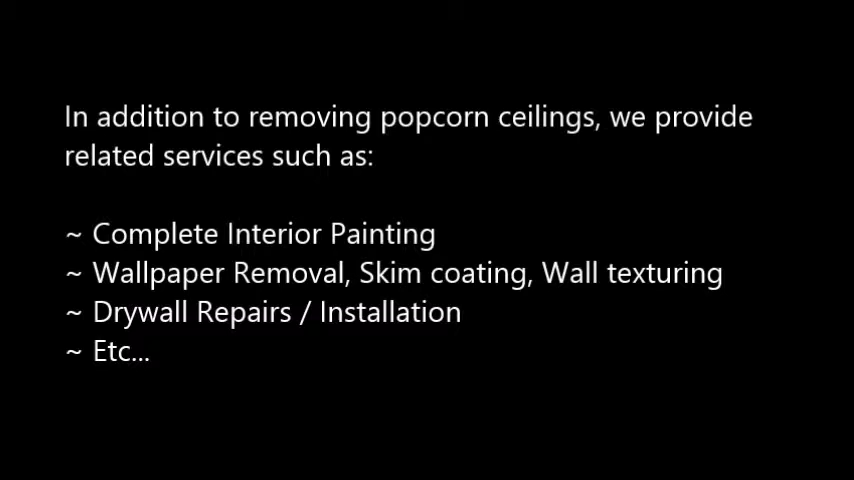 In addition to removing popcorn ceilings, we provide
related services such as:
~ Complete Interior Painting
~ Wallpaper Removal, Skim coating, Wall texturing
~ Drywall Repairs / Installation
~ Etc...